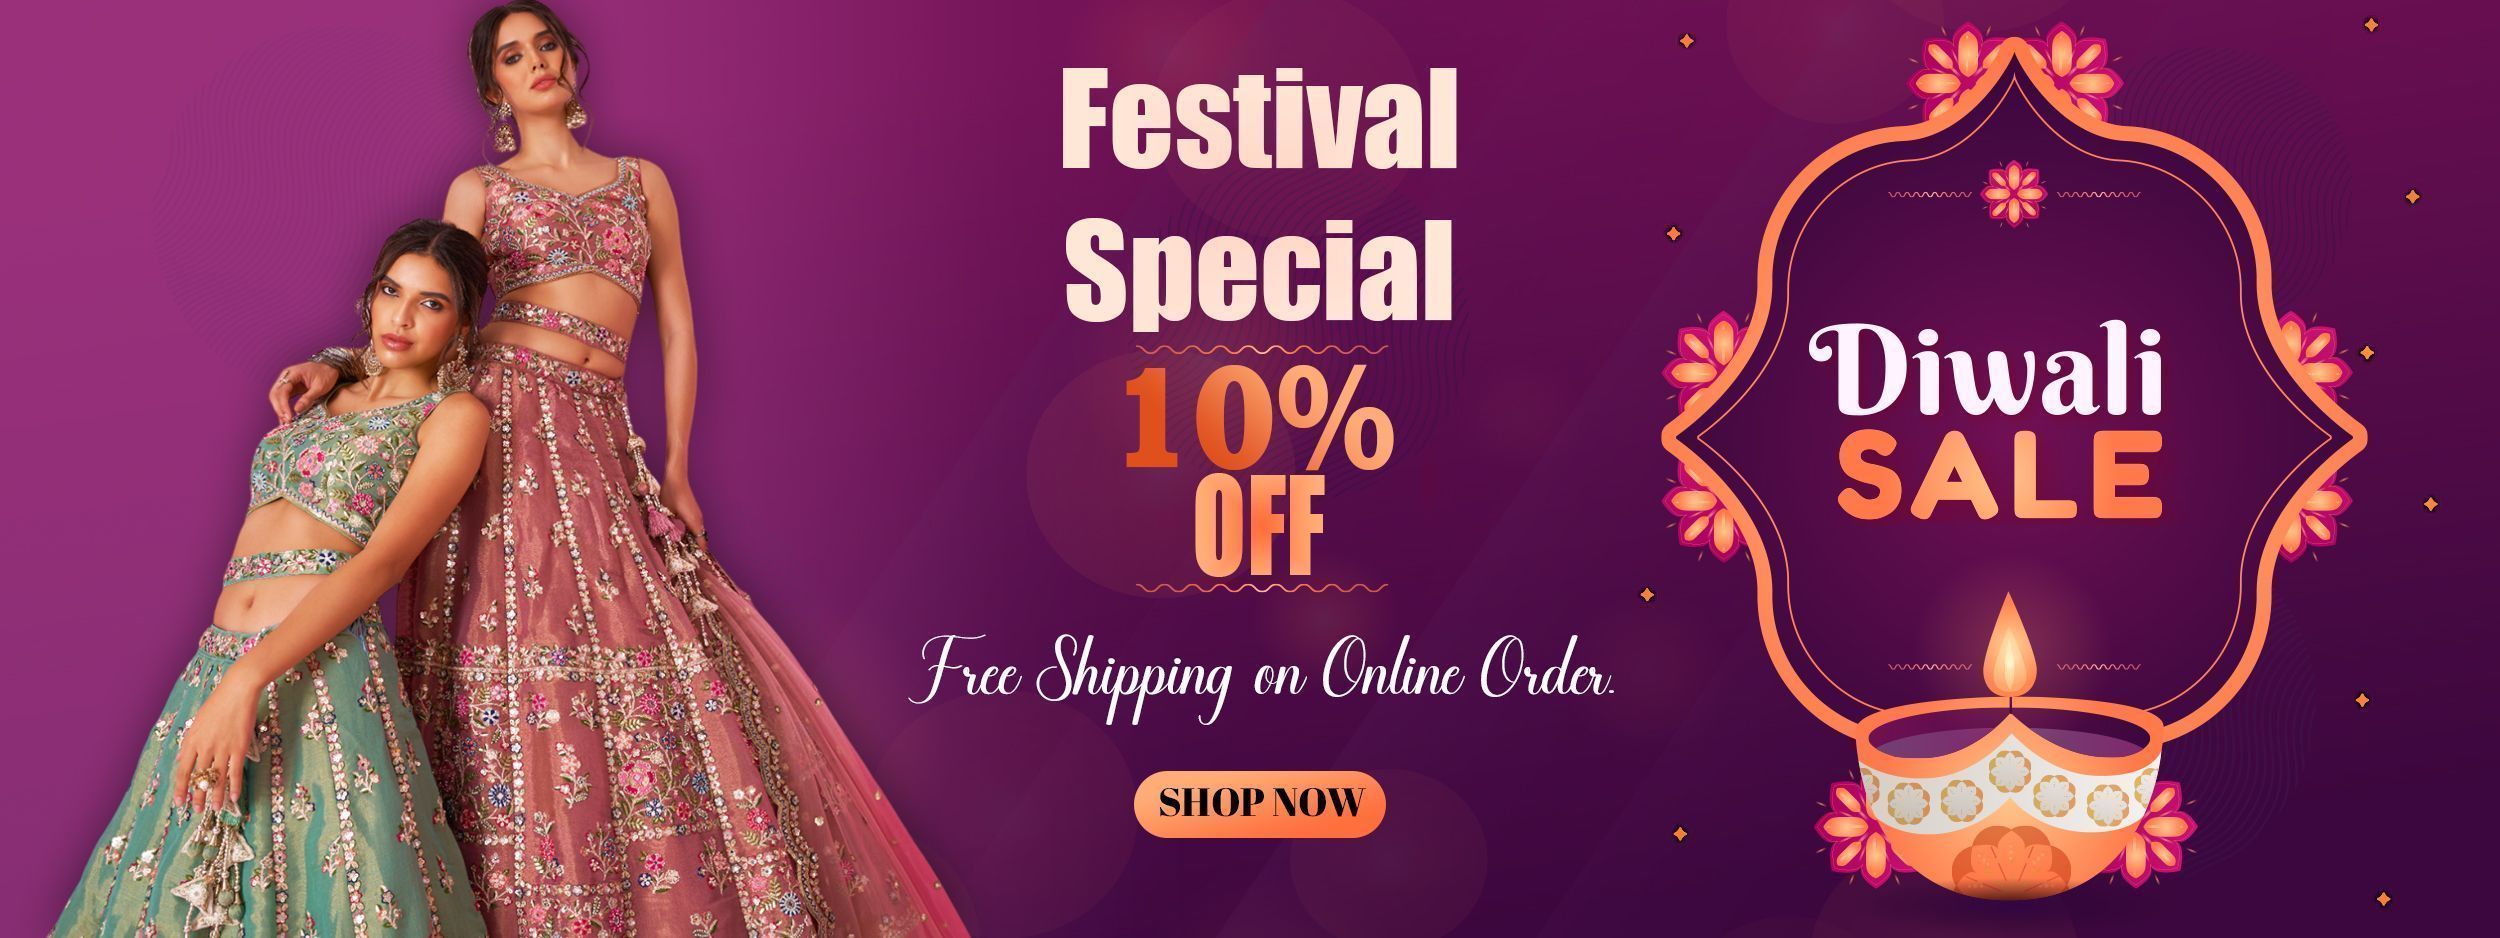 Festival
Special
10%
OFF
Free Shipping on Online Order.
SHOP NOW
Diwali
SALE